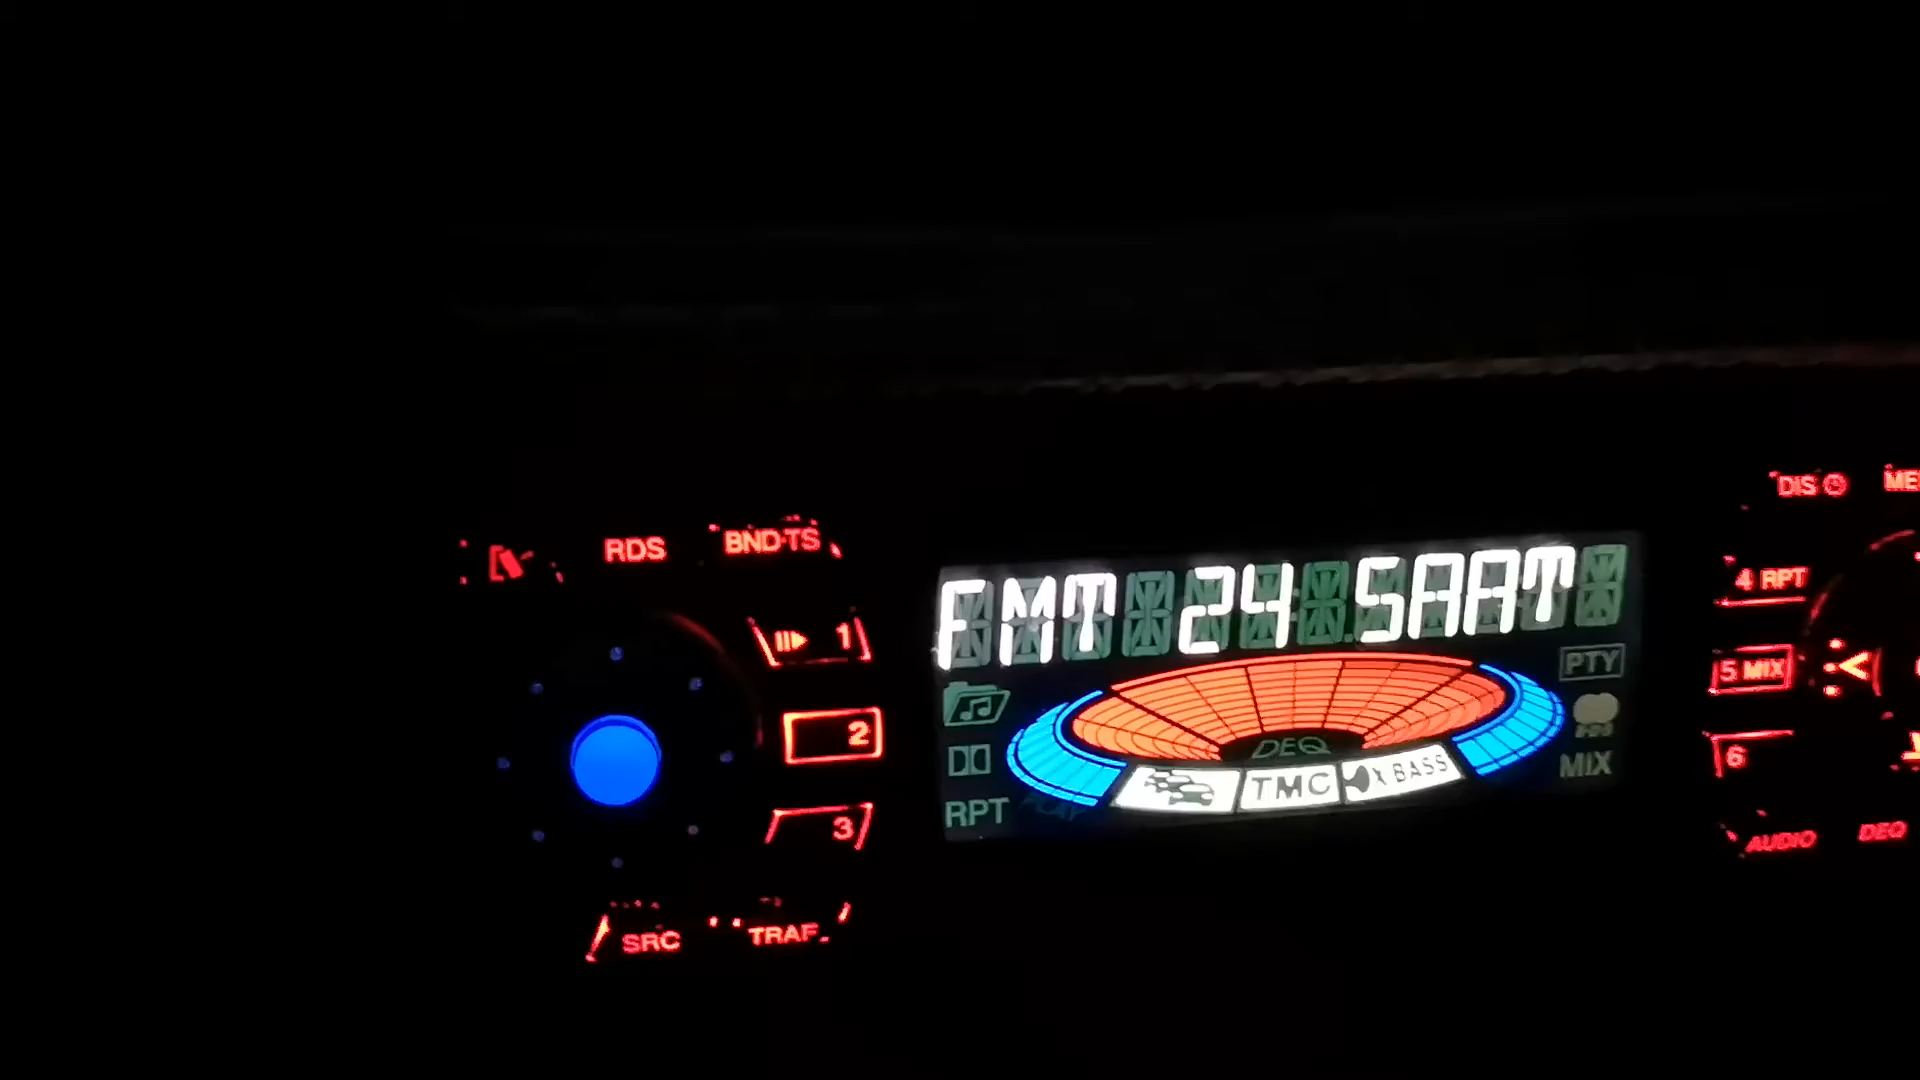 RDS
BND·TS
FMT 24 SAAT
1
2
3
SRC
TRAF
RPT
DEQ
TMC
X BASS
PTY
MIX
DIS
4 RPT
5 MIX
6
AUDIO
DEQ